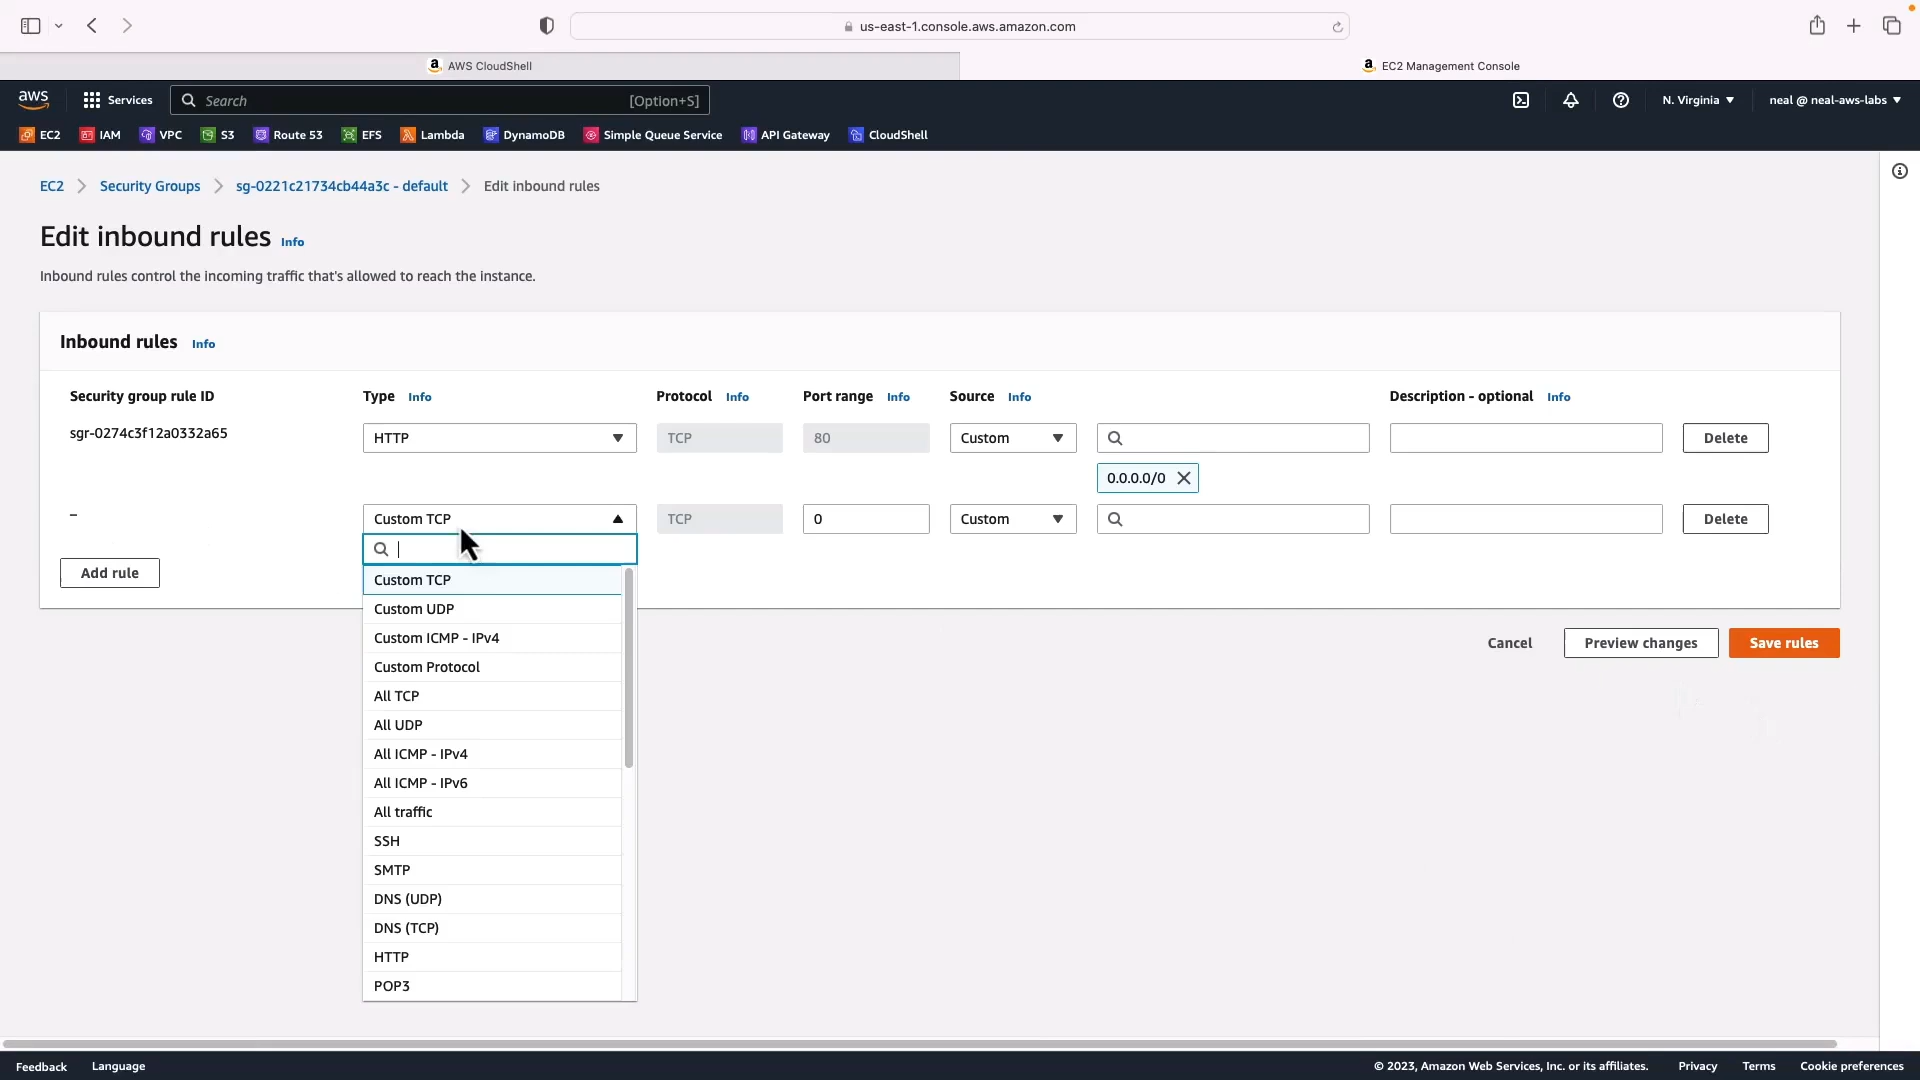 us-east-1.console.aws.amazon.com
AWS CloudShell
EC2 Management Console
aws
Services
Search
[Option+S]
N. Virginia
neal @ neal-aws-labs
EC2
IAM
VPC
S3
Route 53
EFS
Lambda
DynamoDB
Simple Queue Service
API Gateway
CloudShell
EC2
Security Groups
sg-0221c21734cb44a3c - default
Edit inbound rules
Edit inbound rules Info
Inbound rules control the incoming traffic that's allowed to reach the instance.
Inbound rules Info
Security group rule ID
Type Info
Protocol Info
Port range Info
Source Info
Description - optional Info
sgr-0274c3f12a0332a65
HTTP
TCP
80
Custom
Delete
0.0.0.0/0
–
Custom TCP
TCP
0
Custom
Delete
Add rule
Custom TCP
Custom UDP
Custom ICMP - IPv4
Custom Protocol
All TCP
All UDP
All ICMP - IPv4
All ICMP - IPv6
All traffic
SSH
SMTP
DNS (UDP)
DNS (TCP)
HTTP
POP3
Cancel
Preview changes
Save rules
Feedback
Language
© 2023, Amazon Web Services, Inc. or its affiliates.
Privacy
Terms
Cookie preferences